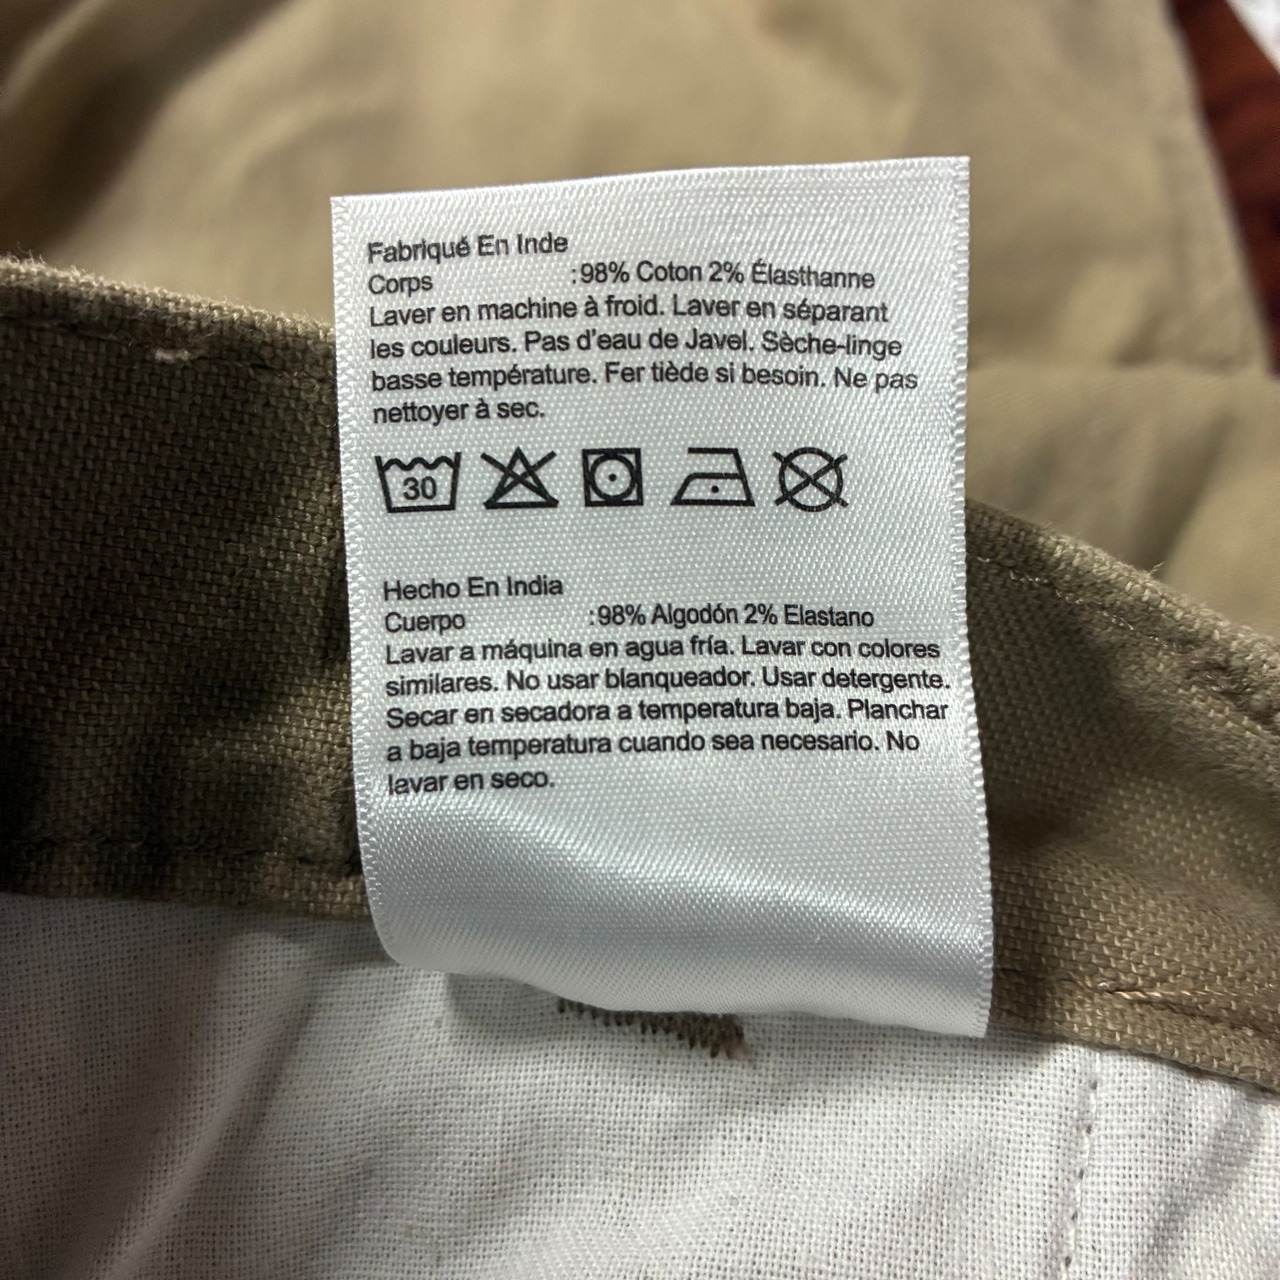 Fabriqué En Inde
Corps :98% Coton 2% Élasthanne
Laver en machine à froid. Laver en séparant
les couleurs. Pas d'eau de Javel. Sèche-linge
basse température. Fer tiède si besoin. Ne pas
nettoyer à sec.
30
Hecho En India
Cuerpo :98% Algodón 2% Elastano
Lavar a máquina en agua fría. Lavar con colores
similares. No usar blanqueador. Usar detergente.
Secar en secadora a temperatura baja. Planchar
a baja temperatura cuando sea necesario. No
lavar en seco.